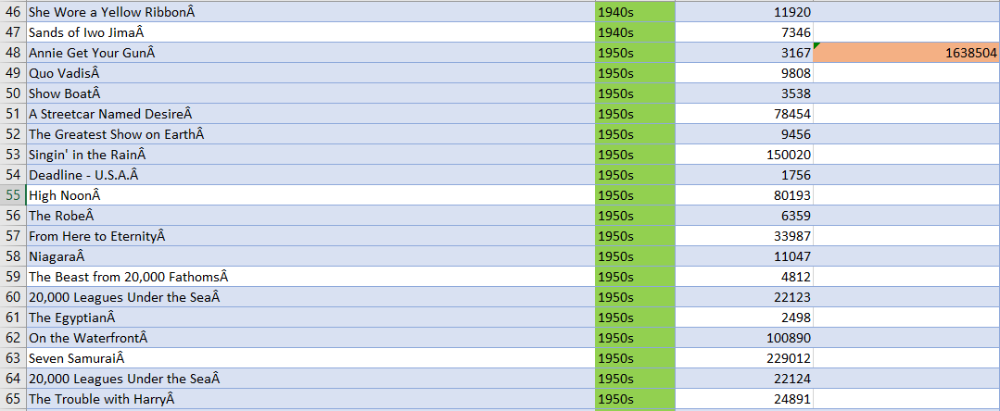 46 She Wore a Yellow RibbonÂ 1940s 11920
47 Sands of Iwo JimaÂ 1940s 7346
48 Annie Get Your GunÂ 1950s 3167 1638504
49 Quo VadisÂ 1950s 9808
50 Show BoatÂ 1950s 3538
51 A Streetcar Named DesireÂ 1950s 78454
52 The Greatest Show on EarthÂ 1950s 9456
53 Singin' in the RainÂ 1950s 150020
54 Deadline - U.S.A.Â 1950s 1756
55 High NoonÂ 1950s 80193
56 The RobeÂ 1950s 6359
57 From Here to EternityÂ 1950s 33987
58 NiagaraÂ 1950s 11047
59 The Beast from 20,000 FathomsÂ 1950s 4812
60 20,000 Leagues Under the SeaÂ 1950s 22123
61 The EgyptianÂ 1950s 2498
62 On the WaterfrontÂ 1950s 100890
63 Seven SamuraiÂ 1950s 229012
64 20,000 Leagues Under the SeaÂ 1950s 22124
65 The Trouble with HarryÂ 1950s 24891